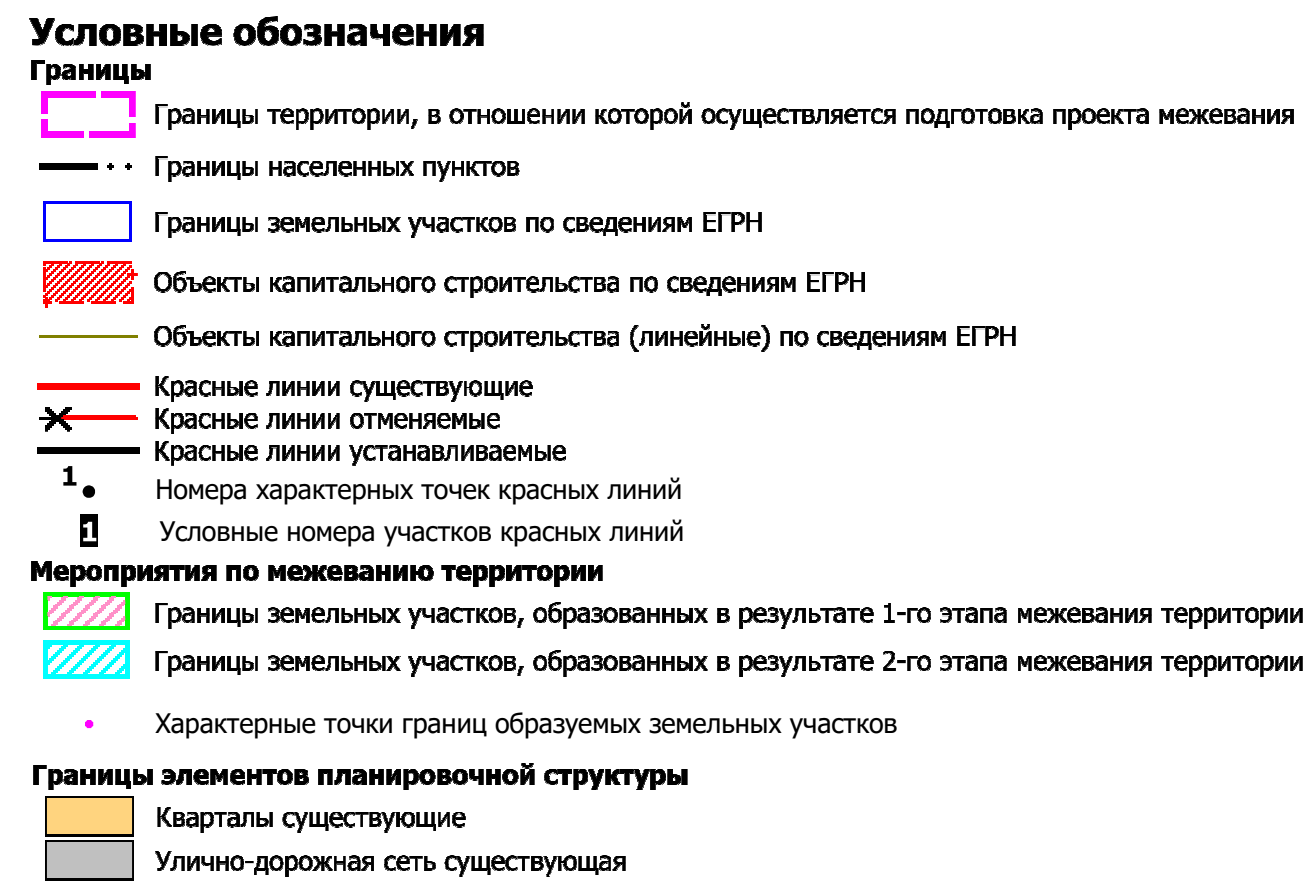 Условные обозначения
Границы
Границы территории, в отношении которой осуществляется подготовка проекта межевания
Границы населенных пунктов
Границы земельных участков по сведениям ЕГРН
Объекты капитального строительства по сведениям ЕГРН
Объекты капитального строительства (линейные) по сведениям ЕГРН
Красные линии существующие
Красные линии отменяемые
Красные линии устанавливаемые
1 Номера характерных точек красных линий
1 Условные номера участков красных линий
Мероприятия по межеванию территории
Границы земельных участков, образованных в результате 1-го этапа межевания территории
Границы земельных участков, образованных в результате 2-го этапа межевания территории
Характерные точки границ образуемых земельных участков
Границы элементов планировочной структуры
Кварталы существующие
Улично-дорожная сеть существующая